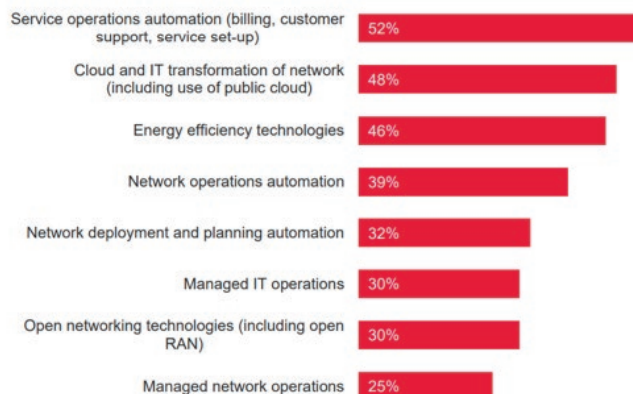 Service operations automation (billing, customer
support, service set-up)
52%
Cloud and IT transformation of network
(including use of public cloud)
48%
Energy efficiency technologies
46%
Network operations automation
39%
Network deployment and planning automation
32%
Managed IT operations
30%
Open networking technologies (including open
RAN)
30%
Managed network operations
25%